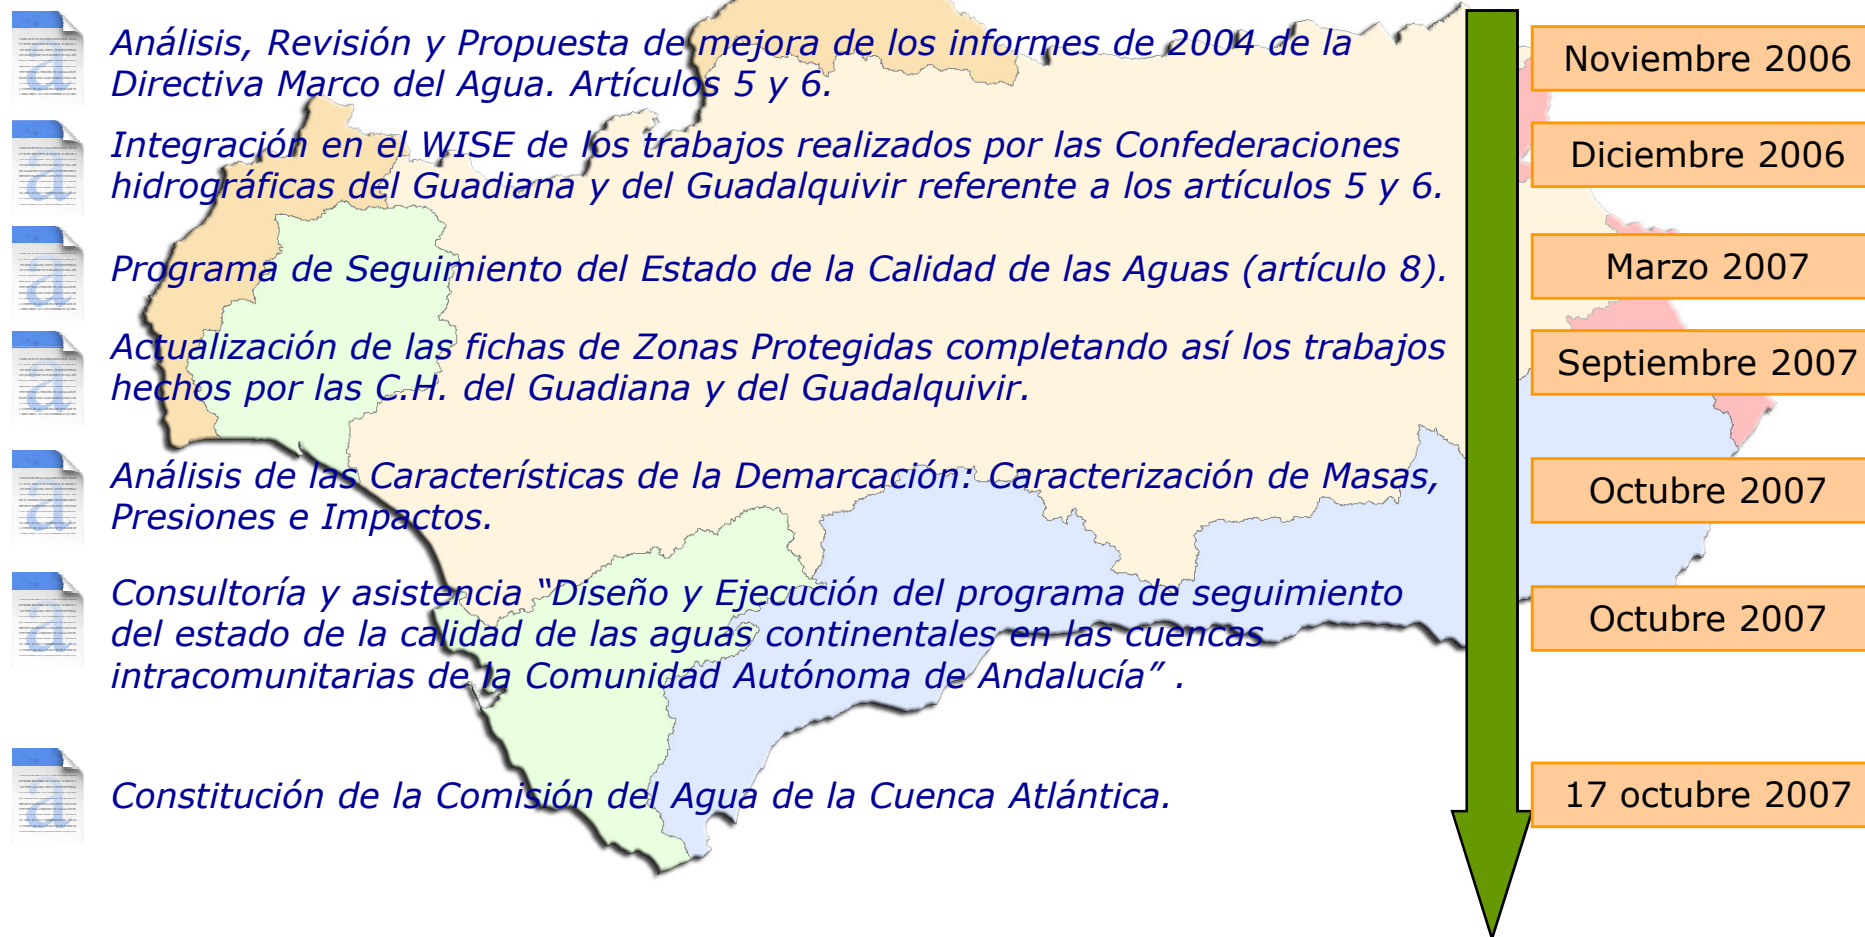 Análisis, Revisión y Propuesta de mejora de los informes de 2004 de la
Directiva Marco del Agua. Artículos 5 y 6.
Noviembre 2006
Integración en el WISE de los trabajos realizados por las Confederaciones
hidrográficas del Guadiana y del Guadalquivir referente a los artículos 5 y 6.
Diciembre 2006
Programa de Seguimiento del Estado de la Calidad de las Aguas (artículo 8).
Marzo 2007
Actualización de las fichas de Zonas Protegidas completando así los trabajos
hechos por las C.H. del Guadiana y del Guadalquivir.
Septiembre 2007
Análisis de las Características de la Demarcación: Caracterización de Masas,
Presiones e Impactos.
Octubre 2007
Consultoría y asistencia “Diseño y Ejecución del programa de seguimiento
del estado de la calidad de las aguas continentales en las cuencas
intracomunitarias de la Comunidad Autónoma de Andalucía” .
Octubre 2007
Constitución de la Comisión del Agua de la Cuenca Atlántica.
17 octubre 2007